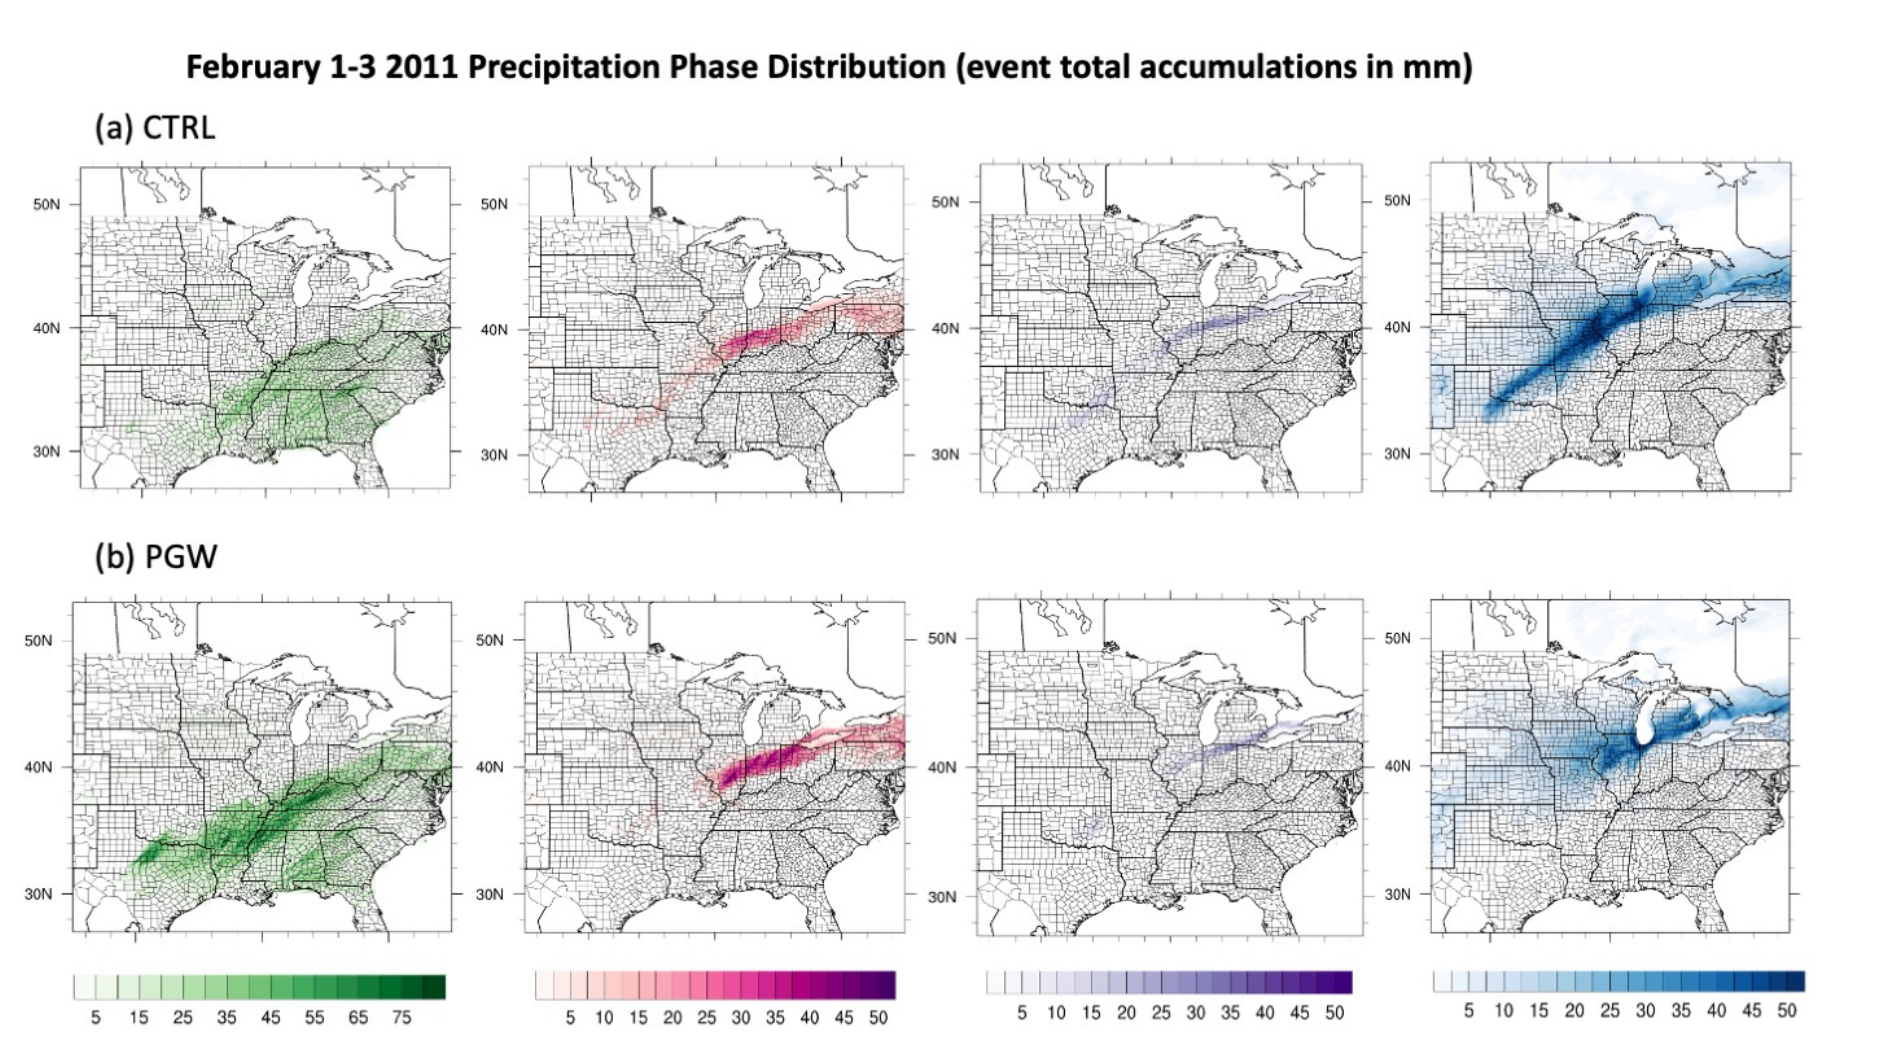 February 1-3 2011 Precipitation Phase Distribution (event total accumulations in mm)
(a) CTRL
50N 50N 50N 50N
40N 40N 40N 40N
30N 30N 30N 30N
(b) PGW
50N 50N 50N 50N
40N 40N 40N 40N
30N 30N 30N 30N
5 15 25 35 45 55 65 75
5 10 15 20 25 30 35 40 45 50
5 10 15 20 25 30 35 40 45 50
5 10 15 20 25 30 35 40 45 50